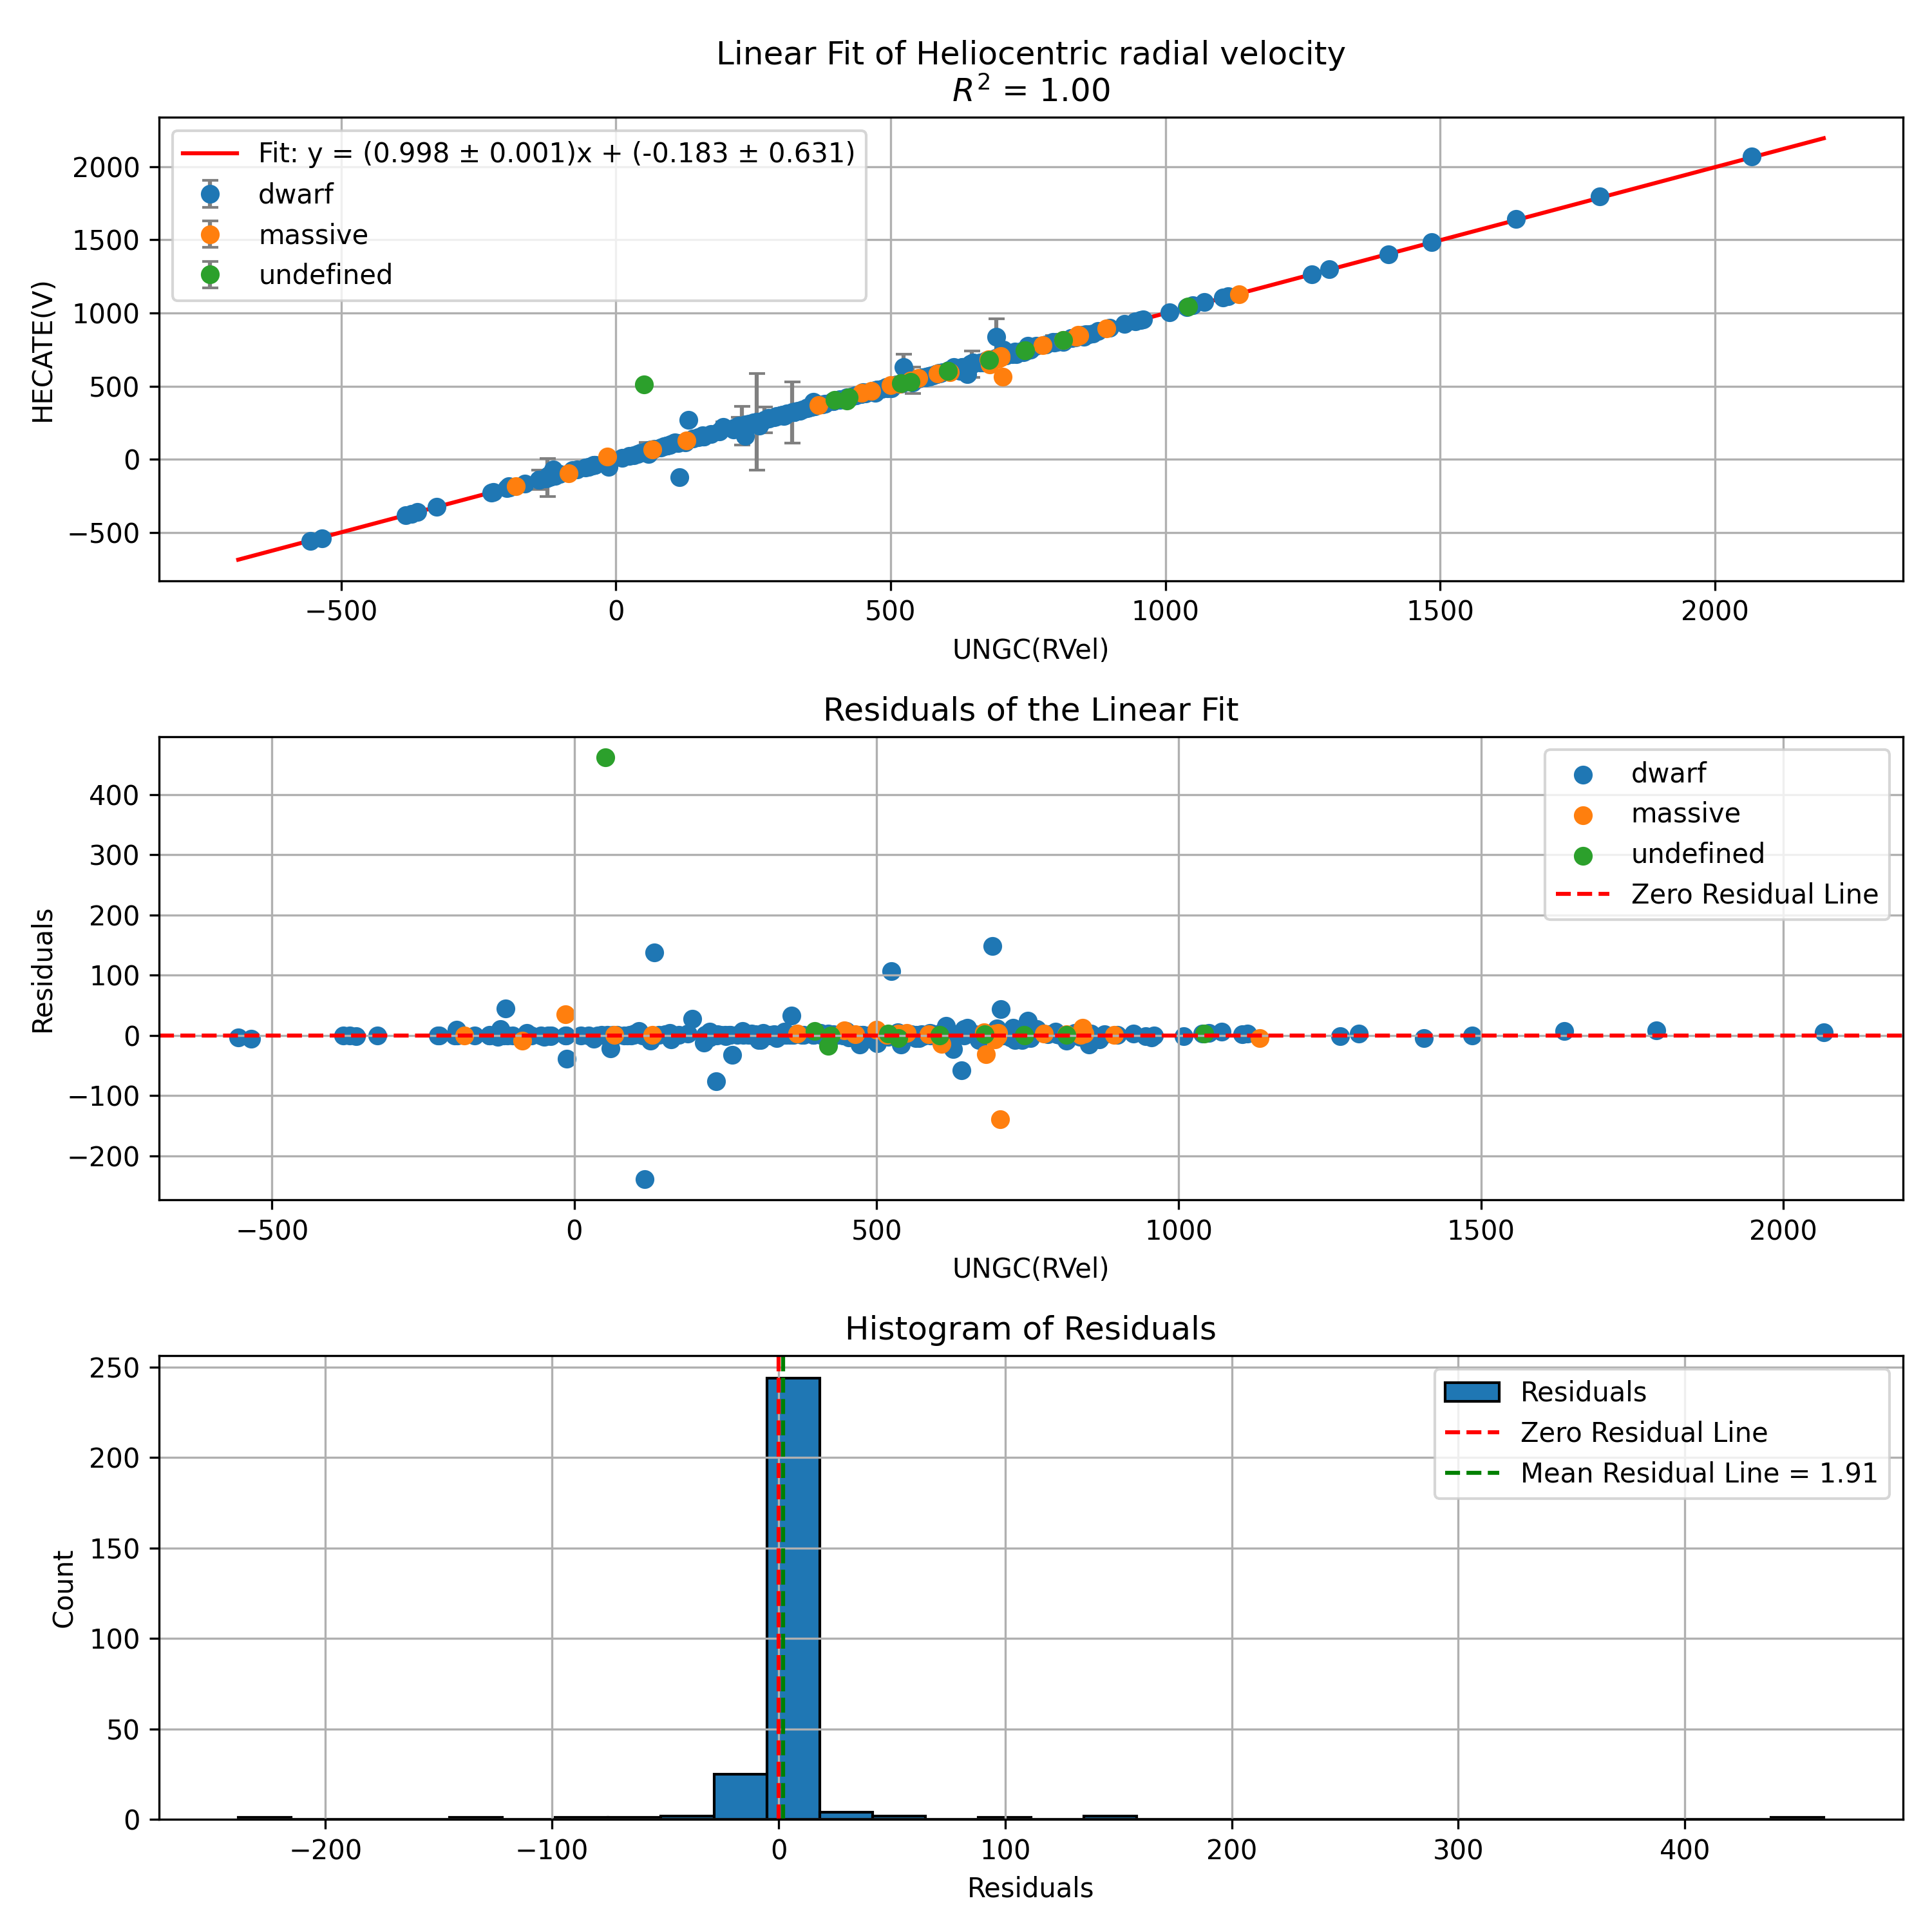 Linear Fit of Heliocentric radial velocity
R² = 1.00
Fit: y = (0.998 ± 0.001)x + (-0.183 ± 0.631)
dwarf
massive
undefined
HECATE(V)
2000
1500
1000
500
0
−500
−500 0 500 1000 1500 2000
UNGC(RVel)
Residuals of the Linear Fit
dwarf
massive
undefined
Zero Residual Line
Residuals
400
300
200
100
0
−100
−200
−500 0 500 1000 1500 2000
UNGC(RVel)
Histogram of Residuals
Residuals
Zero Residual Line
Mean Residual Line = 1.91
Count
250
200
150
100
50
0
−200 −100 0 100 200 300 400
Residuals